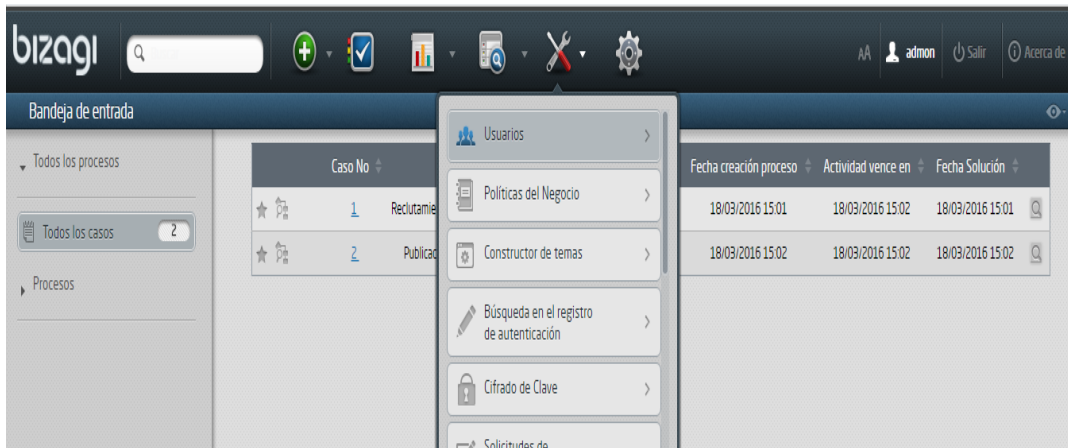 bizagi
AA admon Salir Acerca de
Bandeja de entrada
Todos los procesos
Todos los casos 2
Procesos
Caso No Fecha creación proceso Actividad vence en Fecha Solución
1 Reclutamie 18/03/2016 15:01 18/03/2016 15:02 18/03/2016 15:01
2 Publicac 18/03/2016 15:02 18/03/2016 15:02 18/03/2016 15:02
Usuarios
Políticas del Negocio
Constructor de temas
Búsqueda en el registro
de autenticación
Cifrado de Clave
Solicitudes de